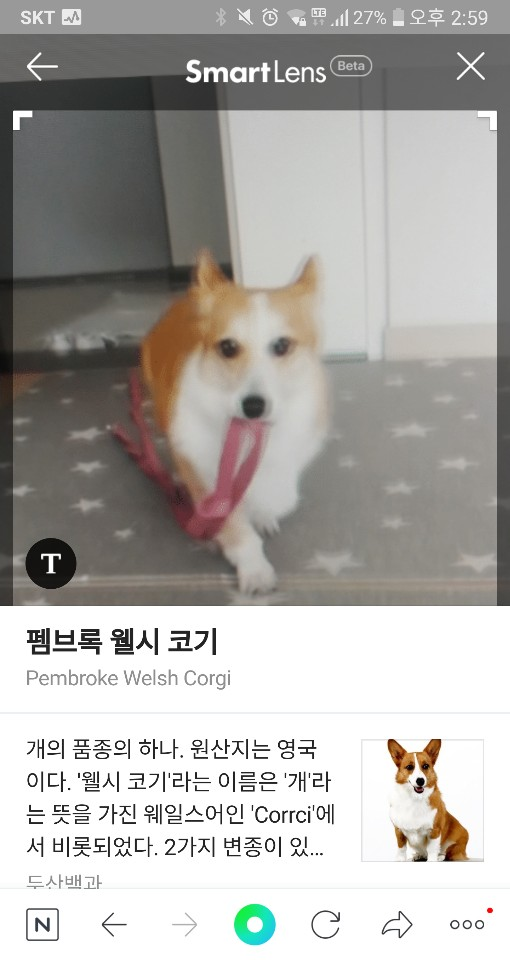 SKT LTE 27% 오후 2:59
SmartLens Beta
T
펨브록 웰시 코기
Pembroke Welsh Corgi
개의 품종의 하나. 원산지는 영국
이다. '웰시 코기'라는 이름은 '개'라
는 뜻을 가진 웨일스어인 'Corrci'에
서 비롯되었다. 2가지 변종이 있...
두산백과
N